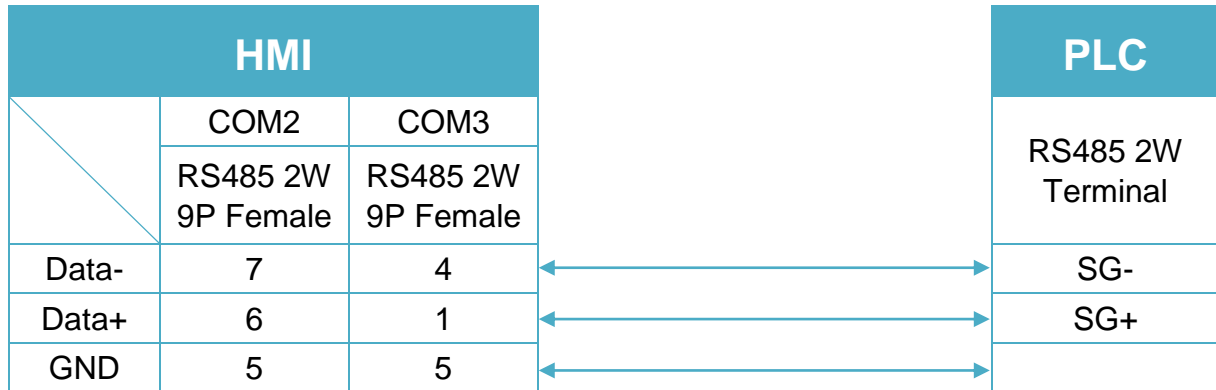 HMI PLC
COM2 COM3
RS485 2W
9P Female
RS485 2W
9P Female
RS485 2W
Terminal
Data- 7 4 SG-
Data+ 6 1 SG+
GND 5 5